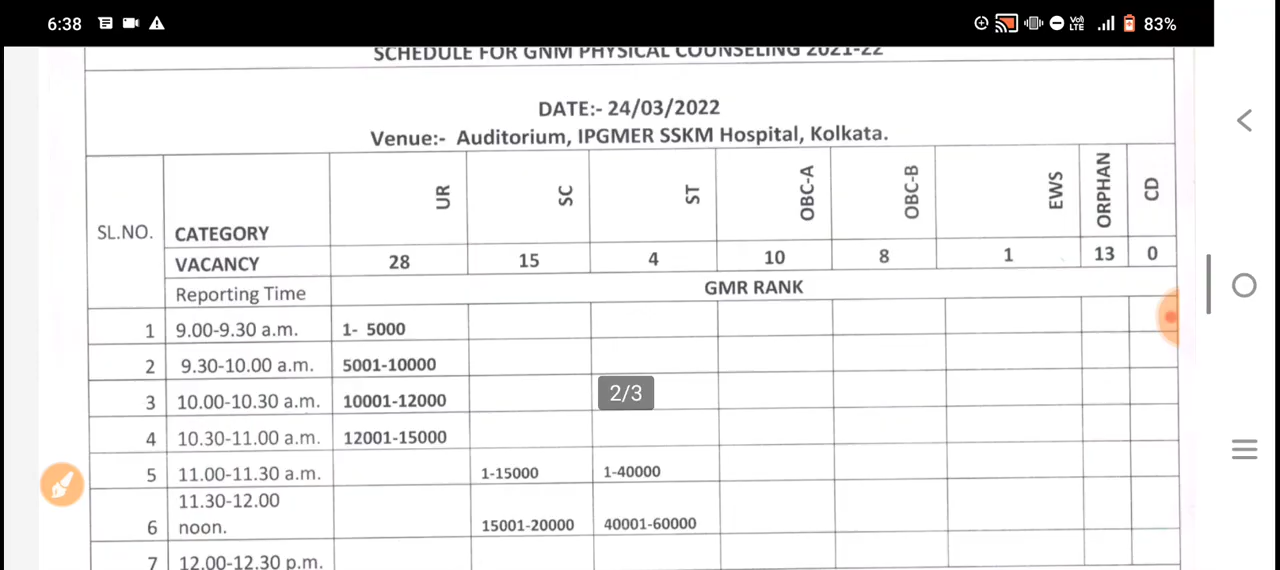 6:38 83%
SCHEDULE FOR GNM PHYSICAL COUNSELING 2021-22
DATE:- 24/03/2022
Venue:- Auditorium, IPGMER SSKM Hospital, Kolkata.
SL.NO. CATEGORY UR SC ST OBC-A OBC-B EWS ORPHAN CD
VACANCY 28 15 4 10 8 1 13 0
Reporting Time GMR RANK
1 9.00-9.30 a.m. 1- 5000
2 9.30-10.00 a.m. 5001-10000
2/3
3 10.00-10.30 a.m. 10001-12000
4 10.30-11.00 a.m. 12001-15000
5 11.00-11.30 a.m. 1-15000 1-40000
11.30-12.00
6 noon. 15001-20000 40001-60000
7 12.00-12.30 p.m.